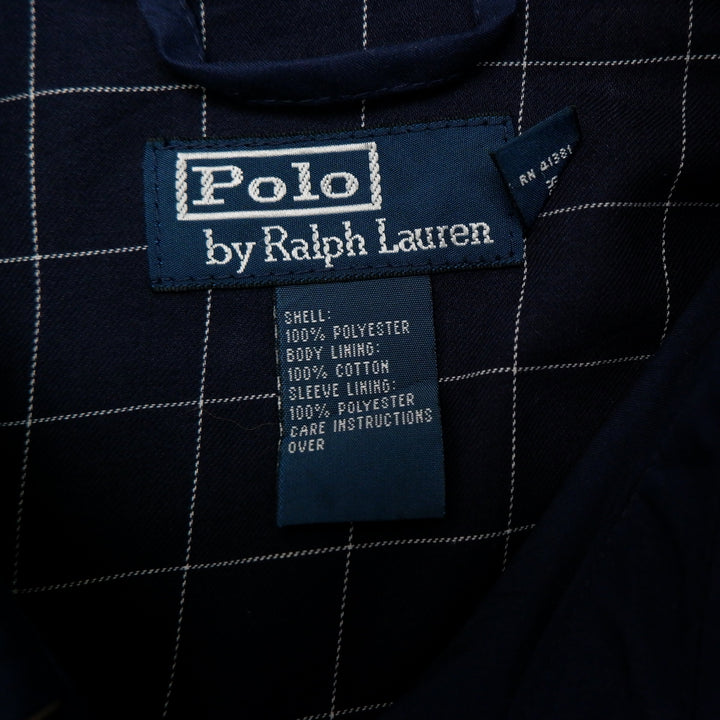 Polo
by Ralph Lauren
RN 41381
SHELL:
100% POLYESTER
BODY LINING:
100% COTTON
SLEEVE LINING:
100% POLYESTER
CARE INSTRUCTIONS
OVER